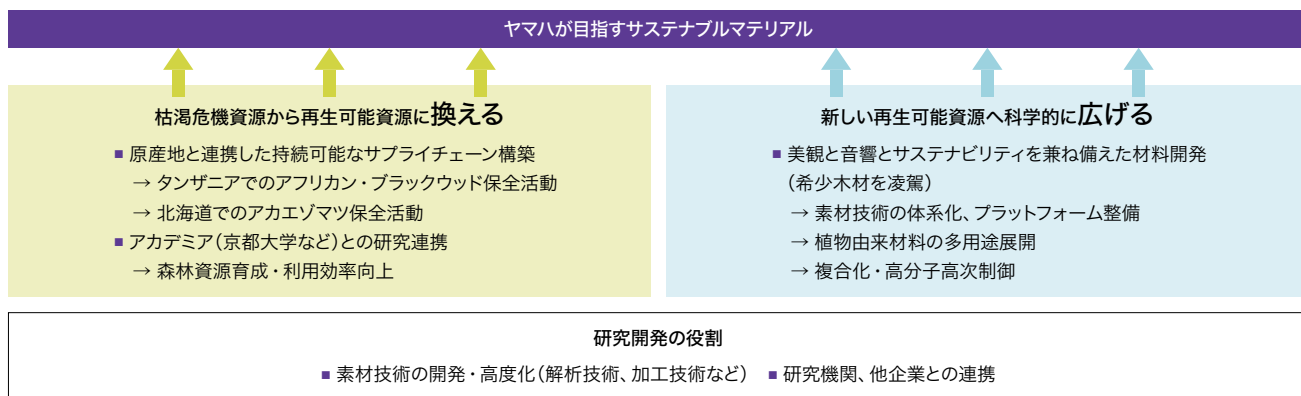 ヤマハが目指すサステナブルマテリアル
枯渇危機資源から再生可能資源に換える
■ 原産地と連携した持続可能なサプライチェーン構築
→ タンザニアでのアフリカン・ブラックウッド保全活動
→ 北海道でのアカエゾマツ保全活動
■ アカデミア（京都大学など）との研究連携
→ 森林資源育成・利用効率向上
新しい再生可能資源へ科学的に広げる
■ 美観と音響とサステナビリティを兼ね備えた材料開発
（希少木材を凌駕）
→ 素材技術の体系化、プラットフォーム整備
→ 植物由来材料の多用途展開
→ 複合化・高分子高次制御
研究開発の役割
■ 素材技術の開発・高度化（解析技術、加工技術など） ■ 研究機関、他企業との連携